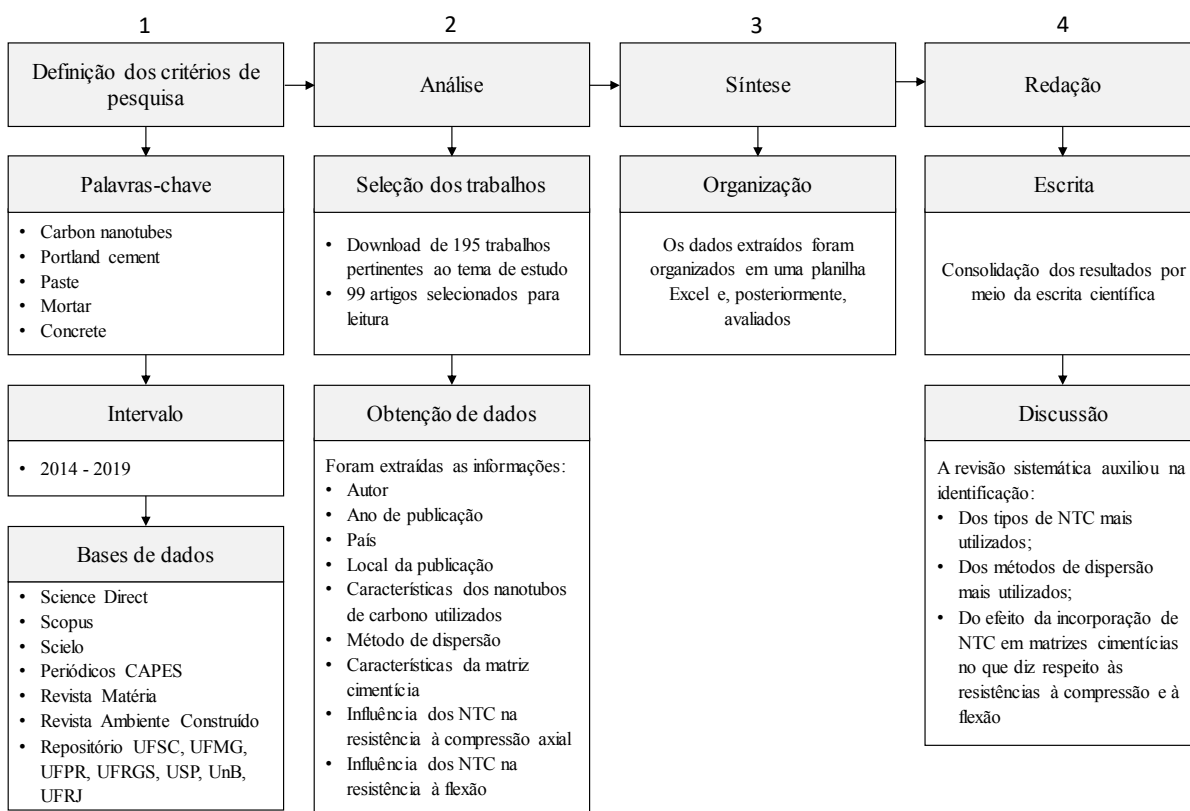 1
Definição dos critérios de
pesquisa
Palavras-chave
• Carbon nanotubes
• Portland cement
• Paste
• Mortar
• Concrete
Intervalo
• 2014 - 2019
Bases de dados
• Science Direct
• Scopus
• Scielo
• Periódicos CAPES
• Revista Matéria
• Revista Ambiente Construído
• Repositório UFSC, UFMG,
UFPR, UFRGS, USP, UnB,
UFRJ
2
Análise
Seleção dos trabalhos
• Download de 195 trabalhos
pertinentes ao tema de estudo
• 99 artigos selecionados para
leitura
Obtenção de dados
Foram extraídas as informações:
• Autor
• Ano de publicação
• País
• Local da publicação
• Características dos nanotubos
de carbono utilizados
• Método de dispersão
• Características da matriz
cimentícia
• Influência dos NTC na
resistência à compressão axial
• Influência dos NTC na
resistência à flexão
3
Síntese
Organização
Os dados extraídos foram
organizados em uma planilha
Excel e, posteriormente,
avaliados
4
Redação
Escrita
Consolidação dos resultados por
meio da escrita científica
Discussão
A revisão sistemática auxiliou na
identificação:
• Dos tipos de NTC mais
utilizados;
• Dos métodos de dispersão
mais utilizados;
• Do efeito da incorporação de
NTC em matrizes cimentícias
no que diz respeito às
resistências à compressão e à
flexão